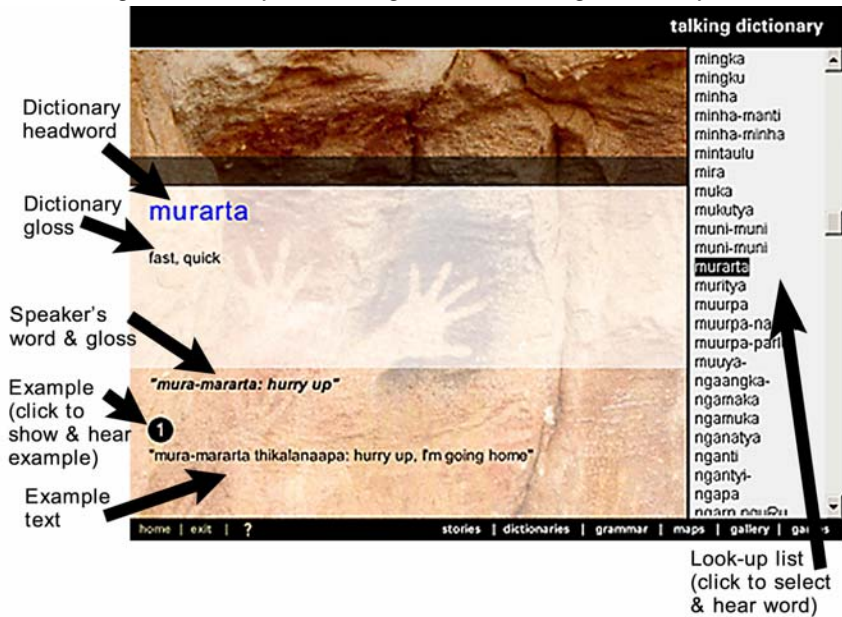 talking dictionary
Dictionary
headword
Dictionary
gloss
Speaker's
word & gloss
Example
(click to
show & hear
example)
Example
text
murarta
fast, quick
"mura-mararta: hurry up"
1
"mura-mararta thikalanaapa: hurry up, I'm going home"
mingka
mingku
minha
minha-manti
minha-minha
mintaulu
mira
muka
mukutya
muni-muni
muni-muni
murarta
muritya
muurpa
muuya-
ngaangka-
ngamaka
ngamuka
nganatya
nganti
ngantyi-
ngapa
home | exit | ?
stories | dictionaries | grammar | maps | gallery | games
Look-up list
(click to select
& hear word)